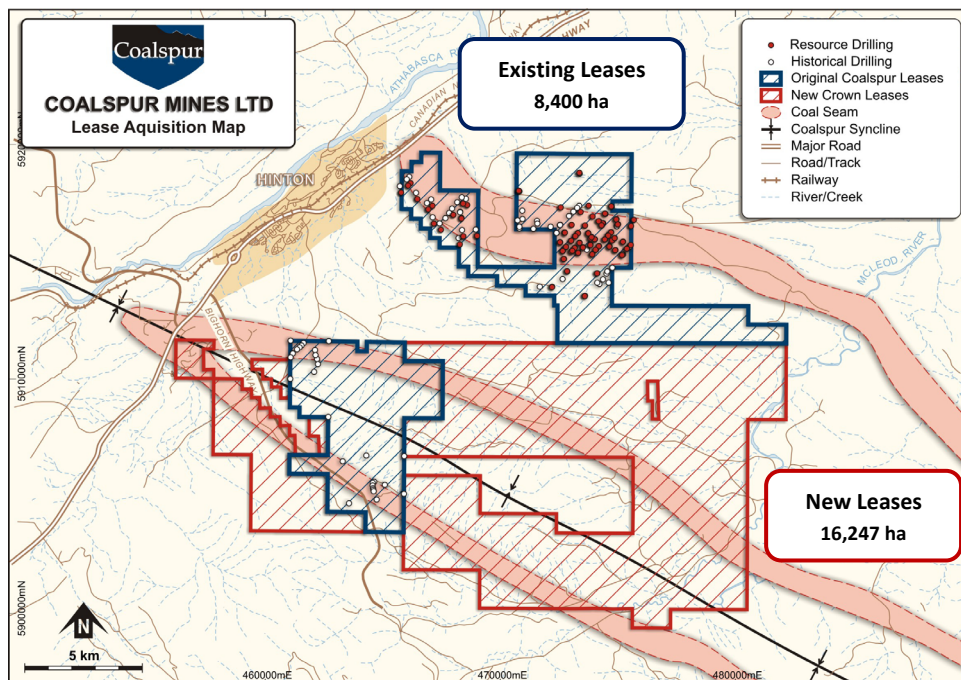 Coalspur
COALSPUR MINES LTD
Lease Aquisition Map
Existing Leases
8,400 ha
Resource Drilling
Historical Drilling
Original Coalspur Leases
New Crown Leases
Coal Seam
Coalspur Syncline
Major Road
Road/Track
Railway
River/Creek
ATHABASCA
CANADIAN
HIGHWAY
HINTON
BIGHORN HIGHWAY
MCLEOD RIVER
New Leases
16,247 ha
5920000mN
5910000mN
5900000mN
N
5 km
460000mE
470000mE
480000mE